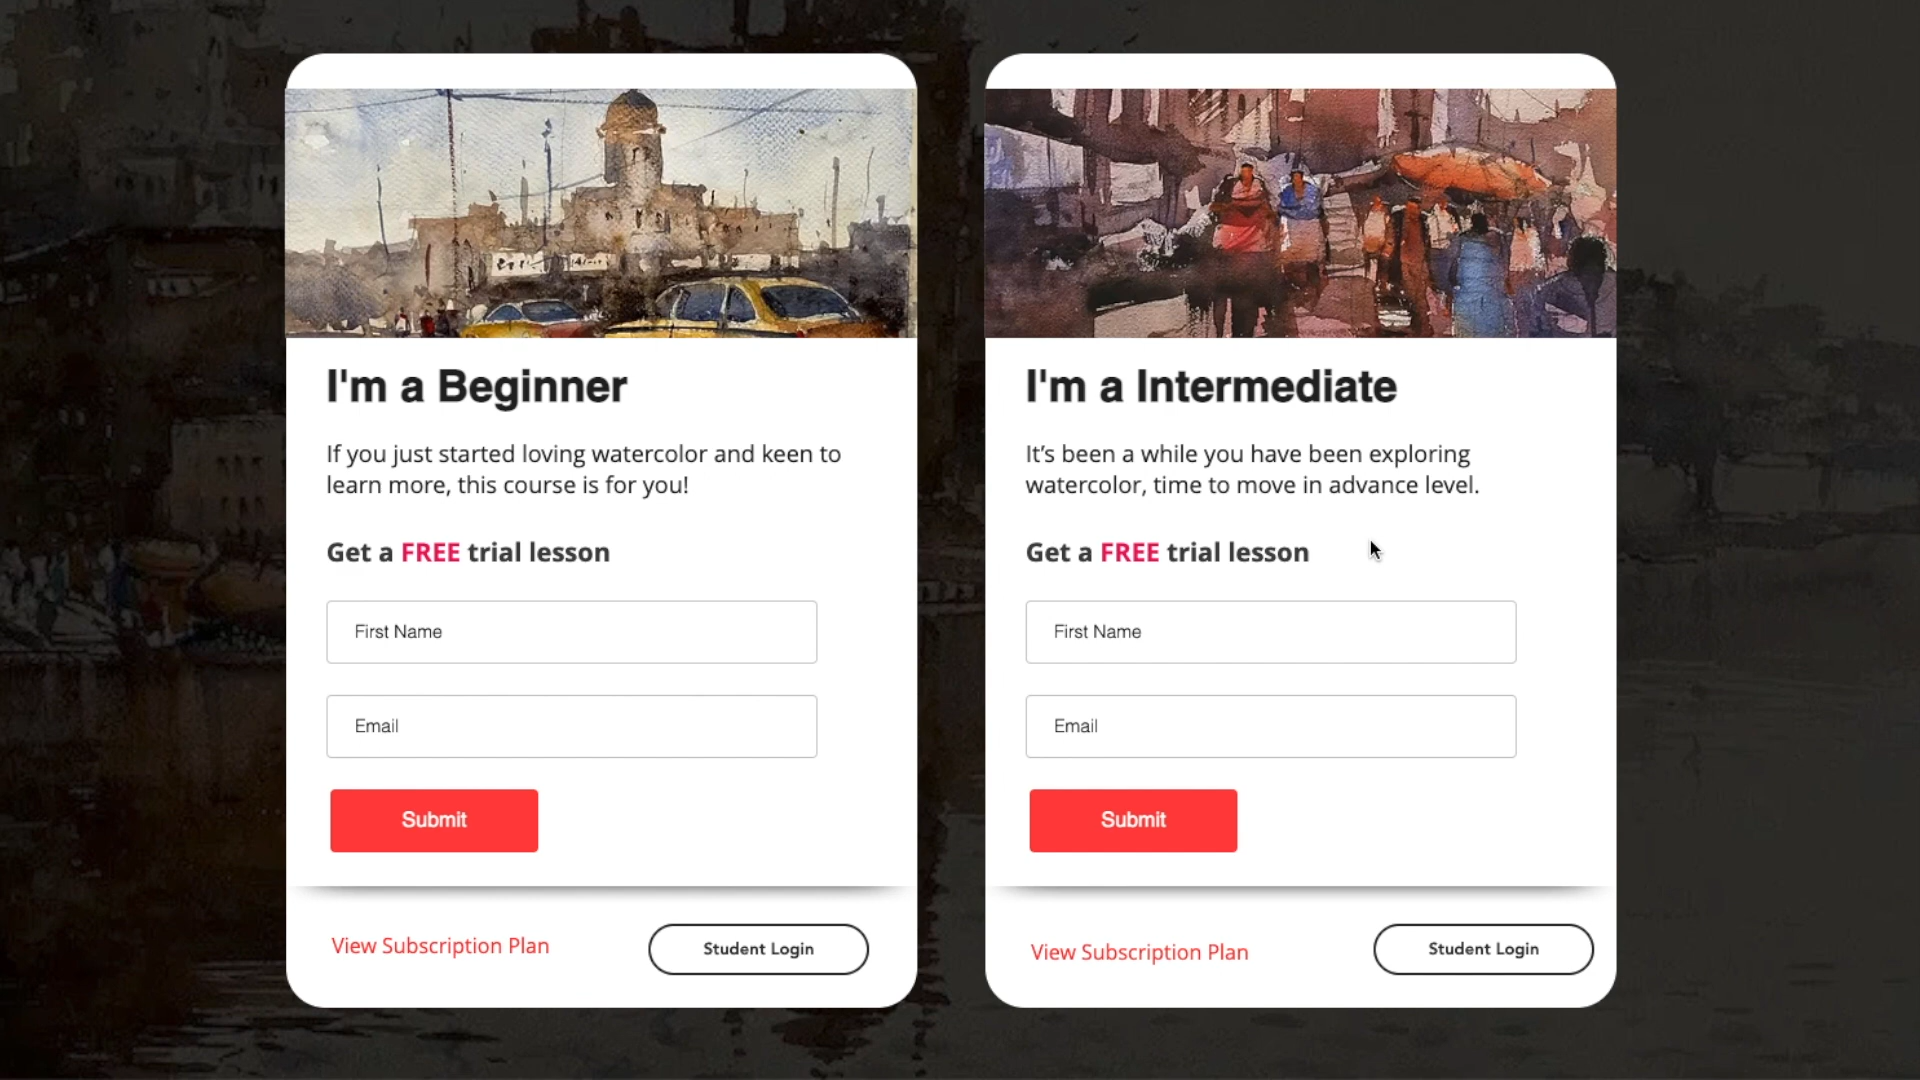 I'm a Beginner
If you just started loving watercolor and keen to
learn more, this course is for you!
Get a FREE trial lesson
First Name
Email
Submit
View Subscription Plan
Student Login
I'm a Intermediate
It’s been a while you have been exploring
watercolor, time to move in advance level.
Get a FREE trial lesson
First Name
Email
Submit
View Subscription Plan
Student Login